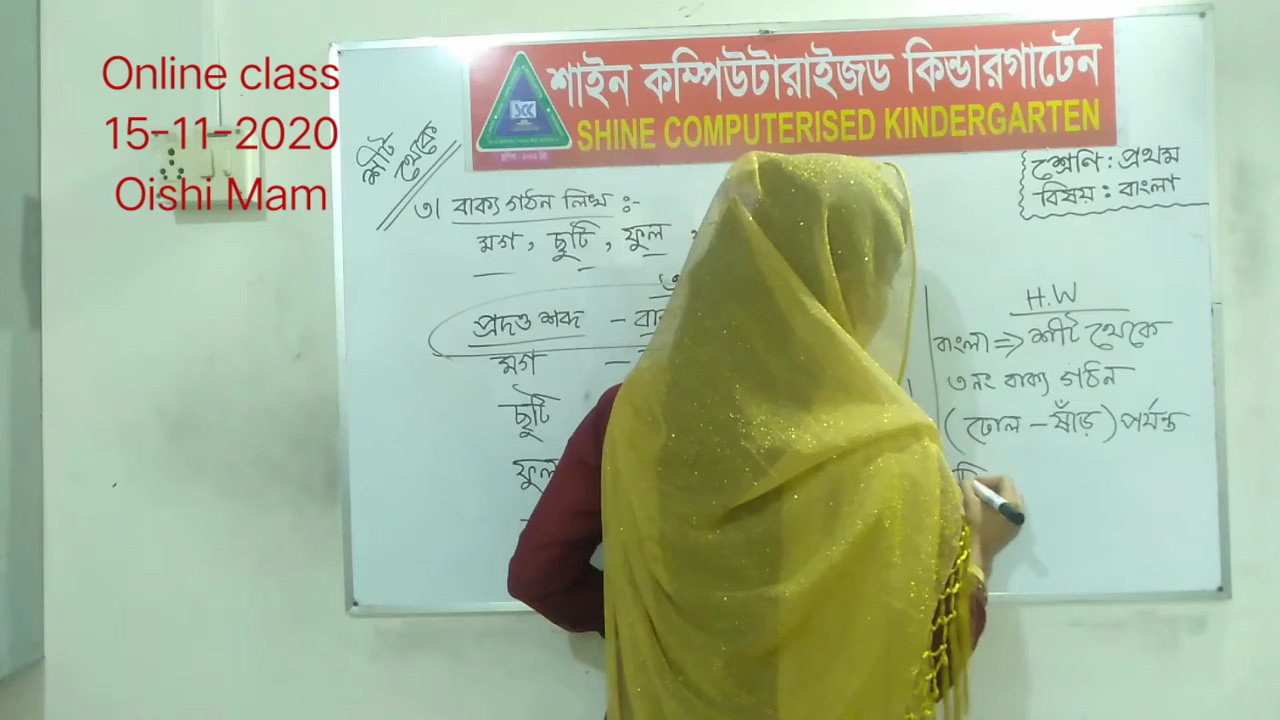 Online class
15-11-2020
Oishi Mam
শাইন কম্পিউটারাইজড কিন্ডারগার্টেন
SHINE COMPUTERISED KINDERGARTEN
শীট থেকে
শ্রেণি : প্রথম
বিষয় : বাংলা
৩। বাক্য গঠন লিখ :-
মগ, ছুটি, ফুল,
প্রদত্ত শব্দ –
মগ –
ছুটি
ফুল
H.W
বাংলা => শীট থেকে
৩ নং বাক্য গঠন
(ঢোল – ষাঁড়) পর্যন্ত